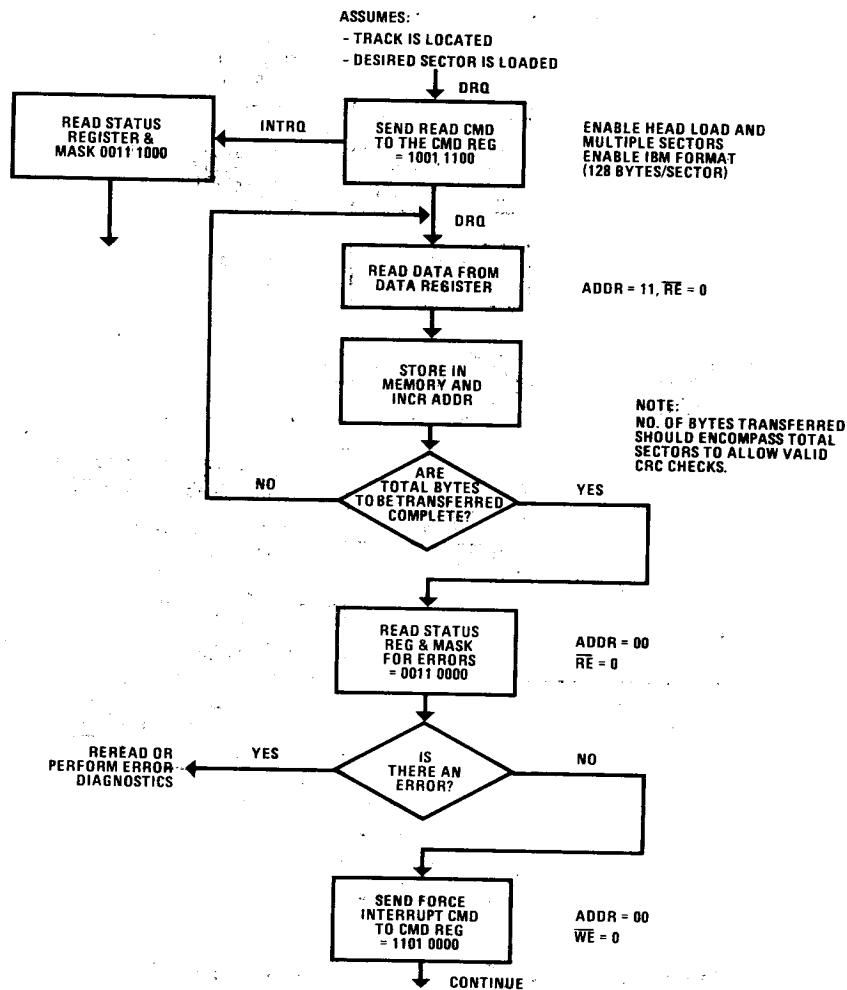 ASSUMES:
- TRACK IS LOCATED
- DESIRED SECTOR IS LOADED
DRQ
READ STATUS
REGISTER &
MASK 0011 1000
INTRQ
SEND READ CMD
TO THE CMD REG
= 1001 1100
ENABLE HEAD LOAD AND
MULTIPLE SECTORS
ENABLE IBM FORMAT
(128 BYTES/SECTOR)
DRQ
READ DATA FROM
DATA REGISTER
ADDR = 11, R̅E̅ = 0
STORE IN
MEMORY AND
INCR ADDR
NOTE:
NO. OF BYTES TRANSFERRED
SHOULD ENCOMPASS TOTAL
SECTORS TO ALLOW VALID
CRC CHECKS.
NO
ARE
TOTAL BYTES
TO BE TRANSFERRED
COMPLETE?
YES
READ STATUS
REG & MASK
FOR ERRORS
= 0011 0000
ADDR = 00
R̅E̅ = 0
REREAD OR
PERFORM ERROR
DIAGNOSTICS
YES
IS
THERE AN
ERROR?
NO
SEND FORCE
INTERRUPT CMD
TO CMD REG
= 1101 0000
ADDR = 00
W̅E̅ = 0
CONTINUE